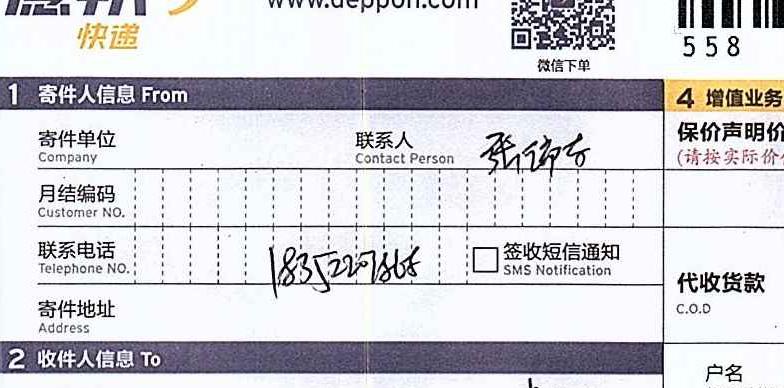 快递
www.deppon.com
微信下单
558
1 寄件人信息 From
4 增值业务
寄件单位
Company
联系人
Contact Person
张
保价声明价
(请按实际价
月结编码
Customer NO.
联系电话
Telephone NO.
签收短信通知
SMS Notification
代收货款
C.O.D
寄件地址
Address
2 收件人信息 To
户名